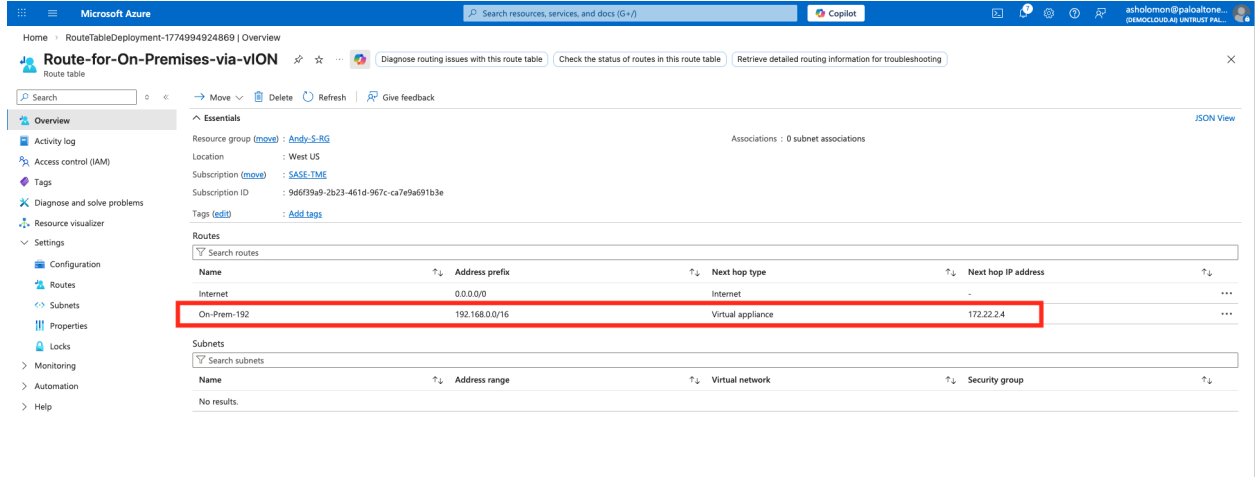 Microsoft Azure
Search resources, services, and docs (G+/)
Copilot
7
asholomon@paloaltone...
(DEMOCLOUD.AI) UNTRUST PAL...
Home > RouteTableDeployment-1774994924869 | Overview
Route-for-On-Premises-via-vION
Route table
Diagnose routing issues with this route table
Check the status of routes in this route table
Retrieve detailed routing information for troubleshooting
Search
Overview
Activity log
Access control (IAM)
Tags
Diagnose and solve problems
Resource visualizer
Settings
Configuration
Routes
Subnets
Properties
Locks
Monitoring
Automation
Help
Move Delete Refresh Give feedback
Essentials
JSON View
Resource group (move) : Andy-S-RG
Associations : 0 subnet associations
Location : West US
Subscription (move) : SASE-TME
Subscription ID : 9d6f39a9-2b23-461d-967c-ca7e9a691b3e
Tags (edit) : Add tags
Routes
Search routes
Name Address prefix Next hop type Next hop IP address
Internet 0.0.0.0/0 Internet -
On-Prem-192 192.168.0.0/16 Virtual appliance 172.22.2.4
Subnets
Search subnets
Name Address range Virtual network Security group
No results.